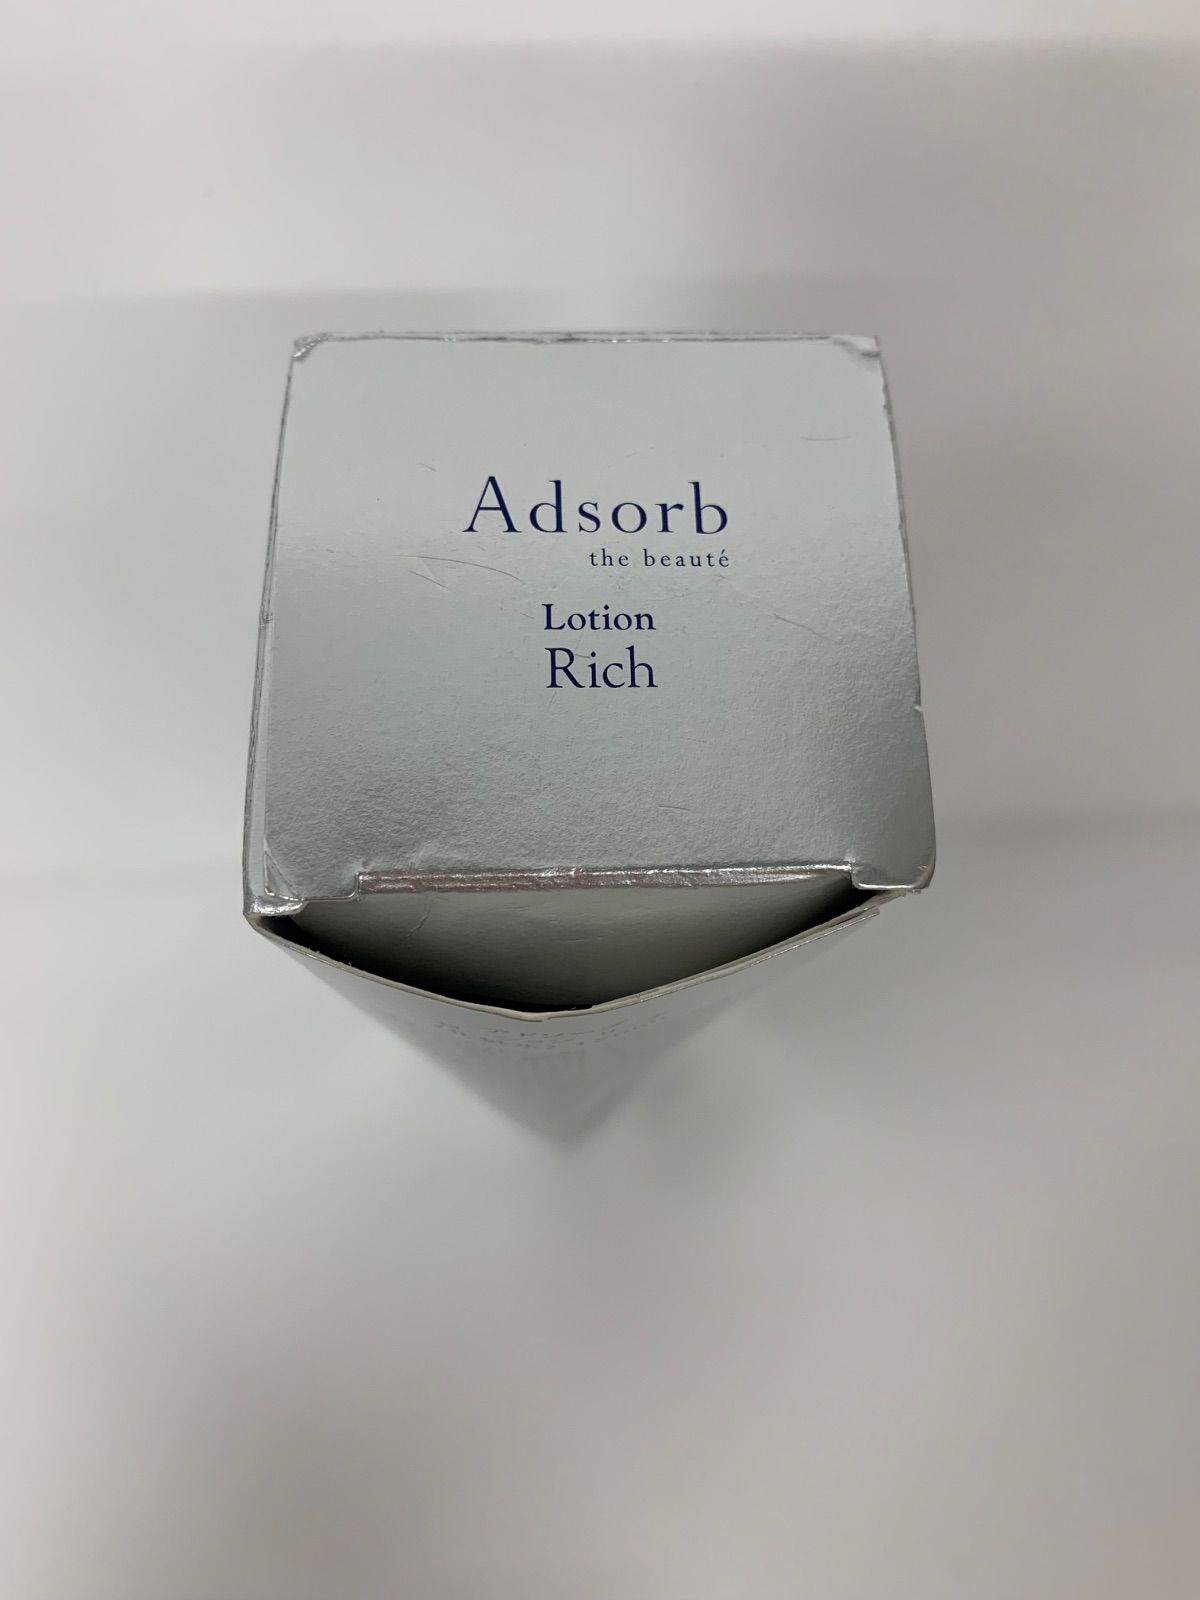 Adsorb
the beauté
Lotion
Rich